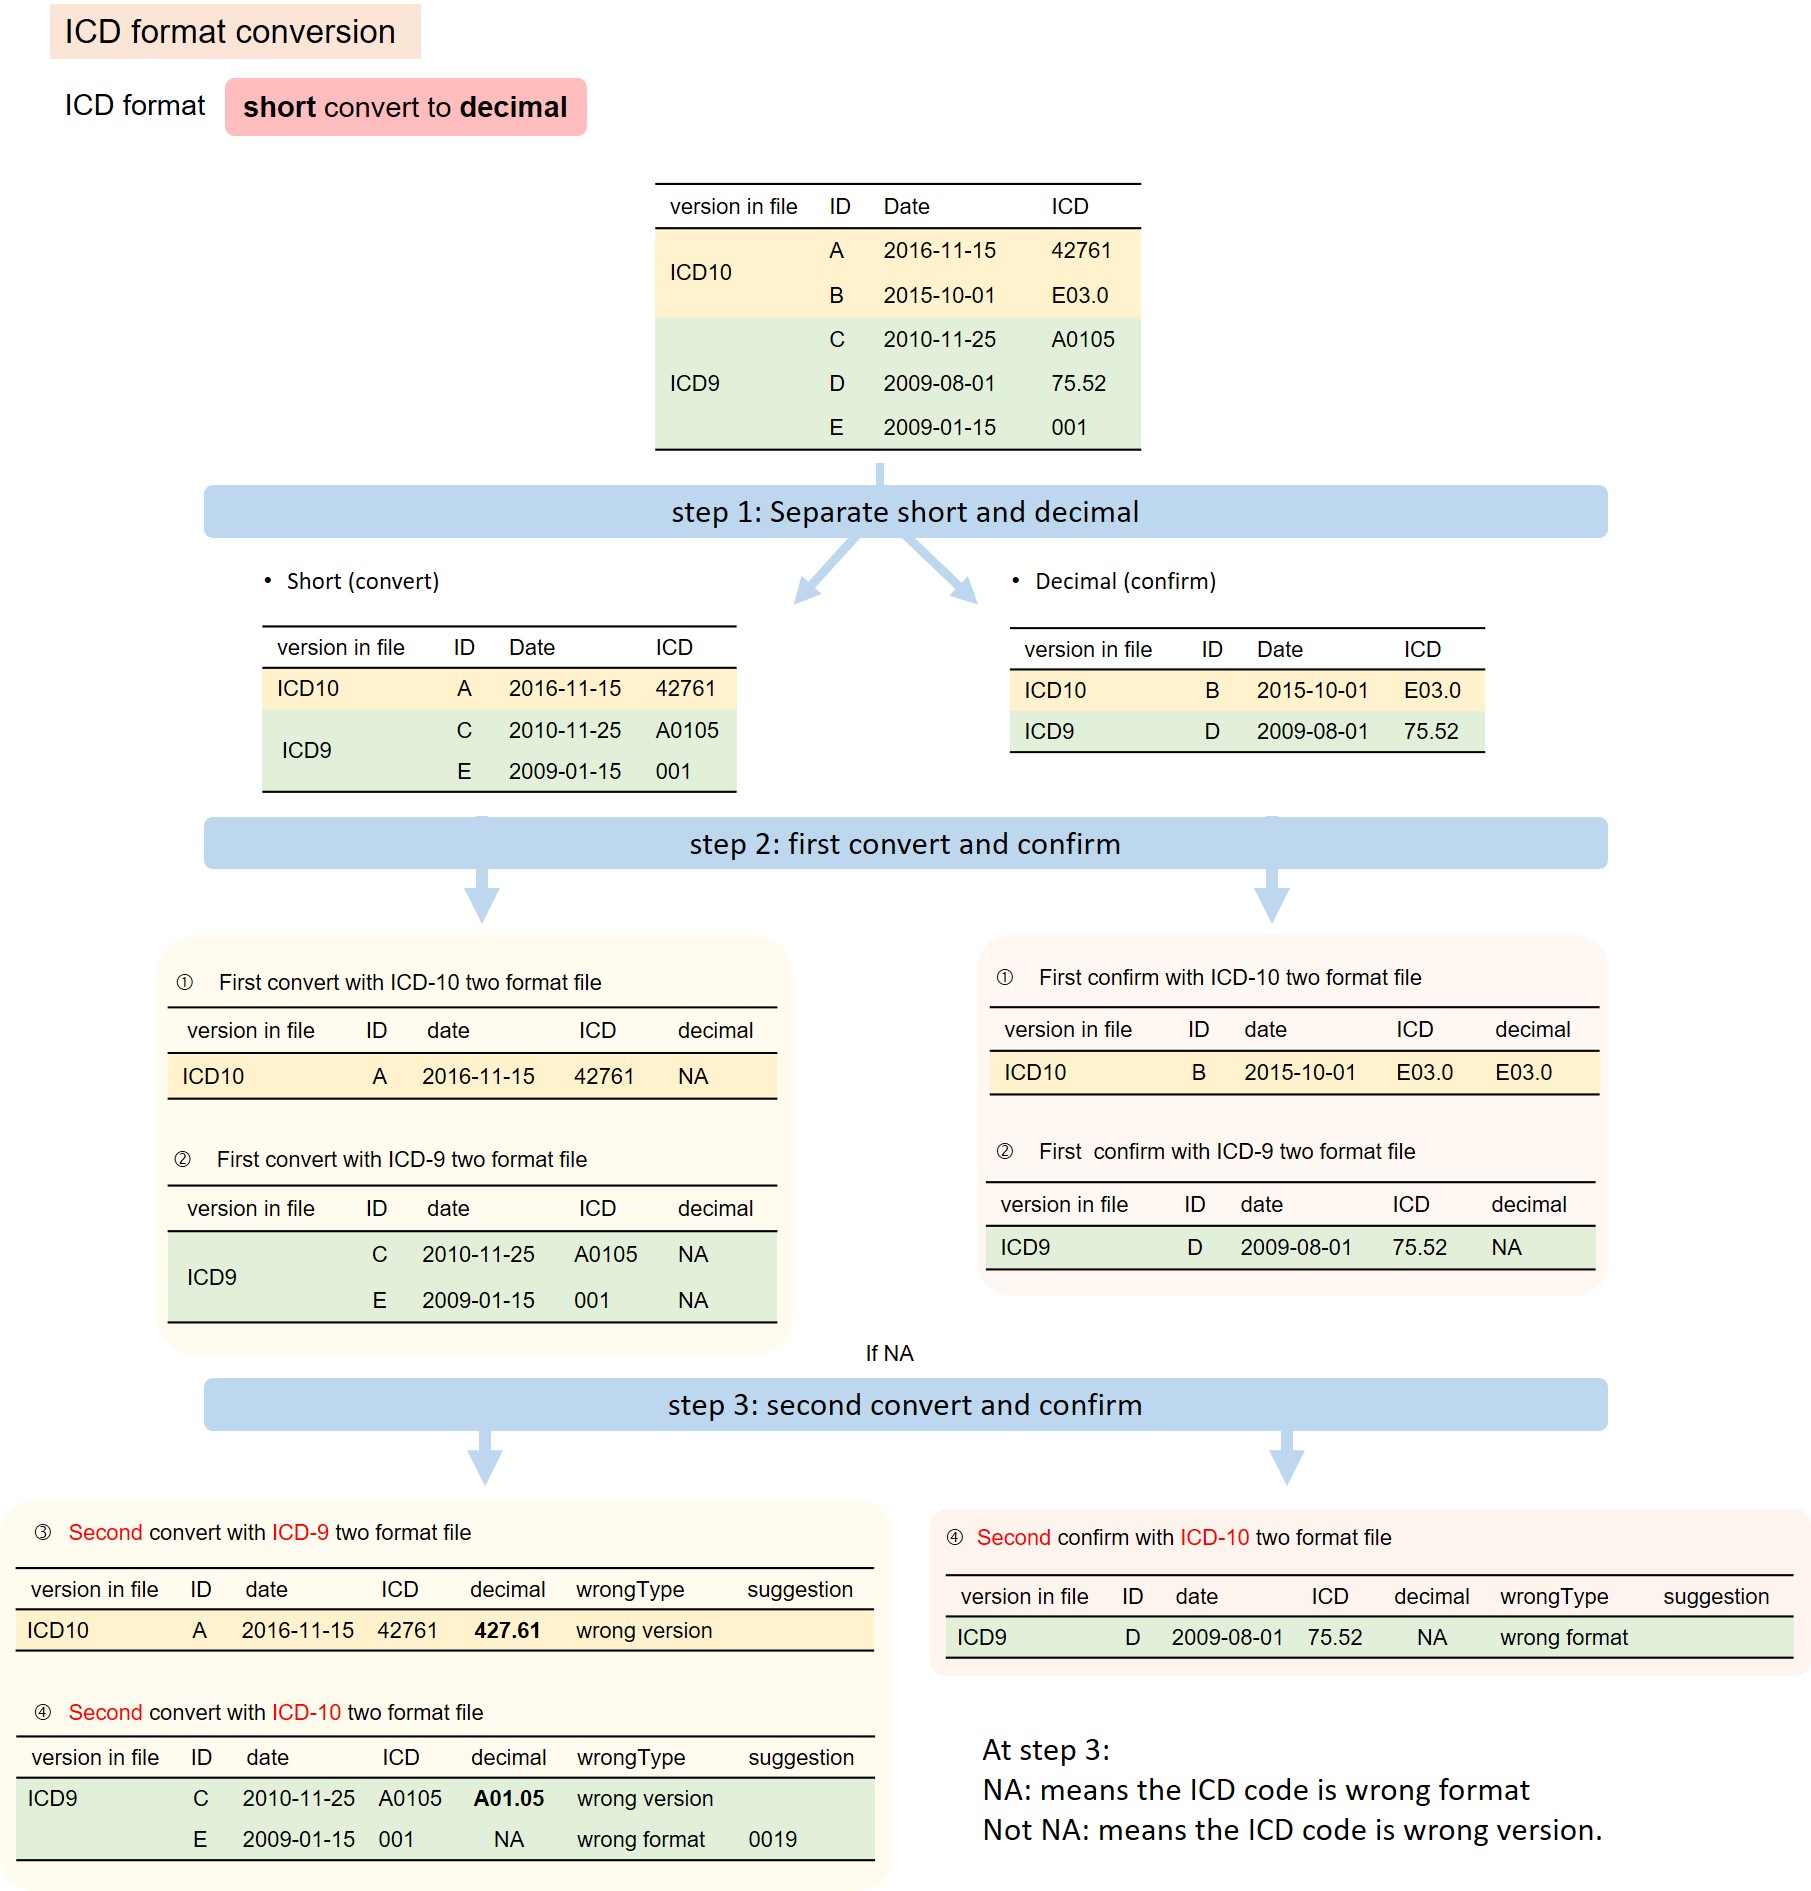 ICD format conversion
ICD format short convert to decimal
version in file ID Date ICD
ICD10 A 2016-11-15 42761
B 2015-10-01 E03.0
ICD9 C 2010-11-25 A0105
D 2009-08-01 75.52
E 2009-01-15 001
step 1: Separate short and decimal
• Short (convert)
version in file ID Date ICD
ICD10 A 2016-11-15 42761
ICD9 C 2010-11-25 A0105
E 2009-01-15 001
• Decimal (confirm)
version in file ID Date ICD
ICD10 B 2015-10-01 E03.0
ICD9 D 2009-08-01 75.52
step 2: first convert and confirm
① First convert with ICD-10 two format file
version in file ID date ICD decimal
ICD10 A 2016-11-15 42761 NA
② First convert with ICD-9 two format file
version in file ID date ICD decimal
ICD9 C 2010-11-25 A0105 NA
E 2009-01-15 001 NA
① First confirm with ICD-10 two format file
version in file ID date ICD decimal
ICD10 B 2015-10-01 E03.0 E03.0
② First confirm with ICD-9 two format file
version in file ID date ICD decimal
ICD9 D 2009-08-01 75.52 NA
If NA
step 3: second convert and confirm
③ Second convert with ICD-9 two format file
version in file ID date ICD decimal wrongType suggestion
ICD10 A 2016-11-15 42761 427.61 wrong version
④ Second convert with ICD-10 two format file
version in file ID date ICD decimal wrongType suggestion
ICD9 C 2010-11-25 A0105 A01.05 wrong version
E 2009-01-15 001 NA wrong format 0019
④ Second confirm with ICD-10 two format file
version in file ID date ICD decimal wrongType suggestion
ICD9 D 2009-08-01 75.52 NA wrong format
At step 3:
NA: means the ICD code is wrong format
Not NA: means the ICD code is wrong version.